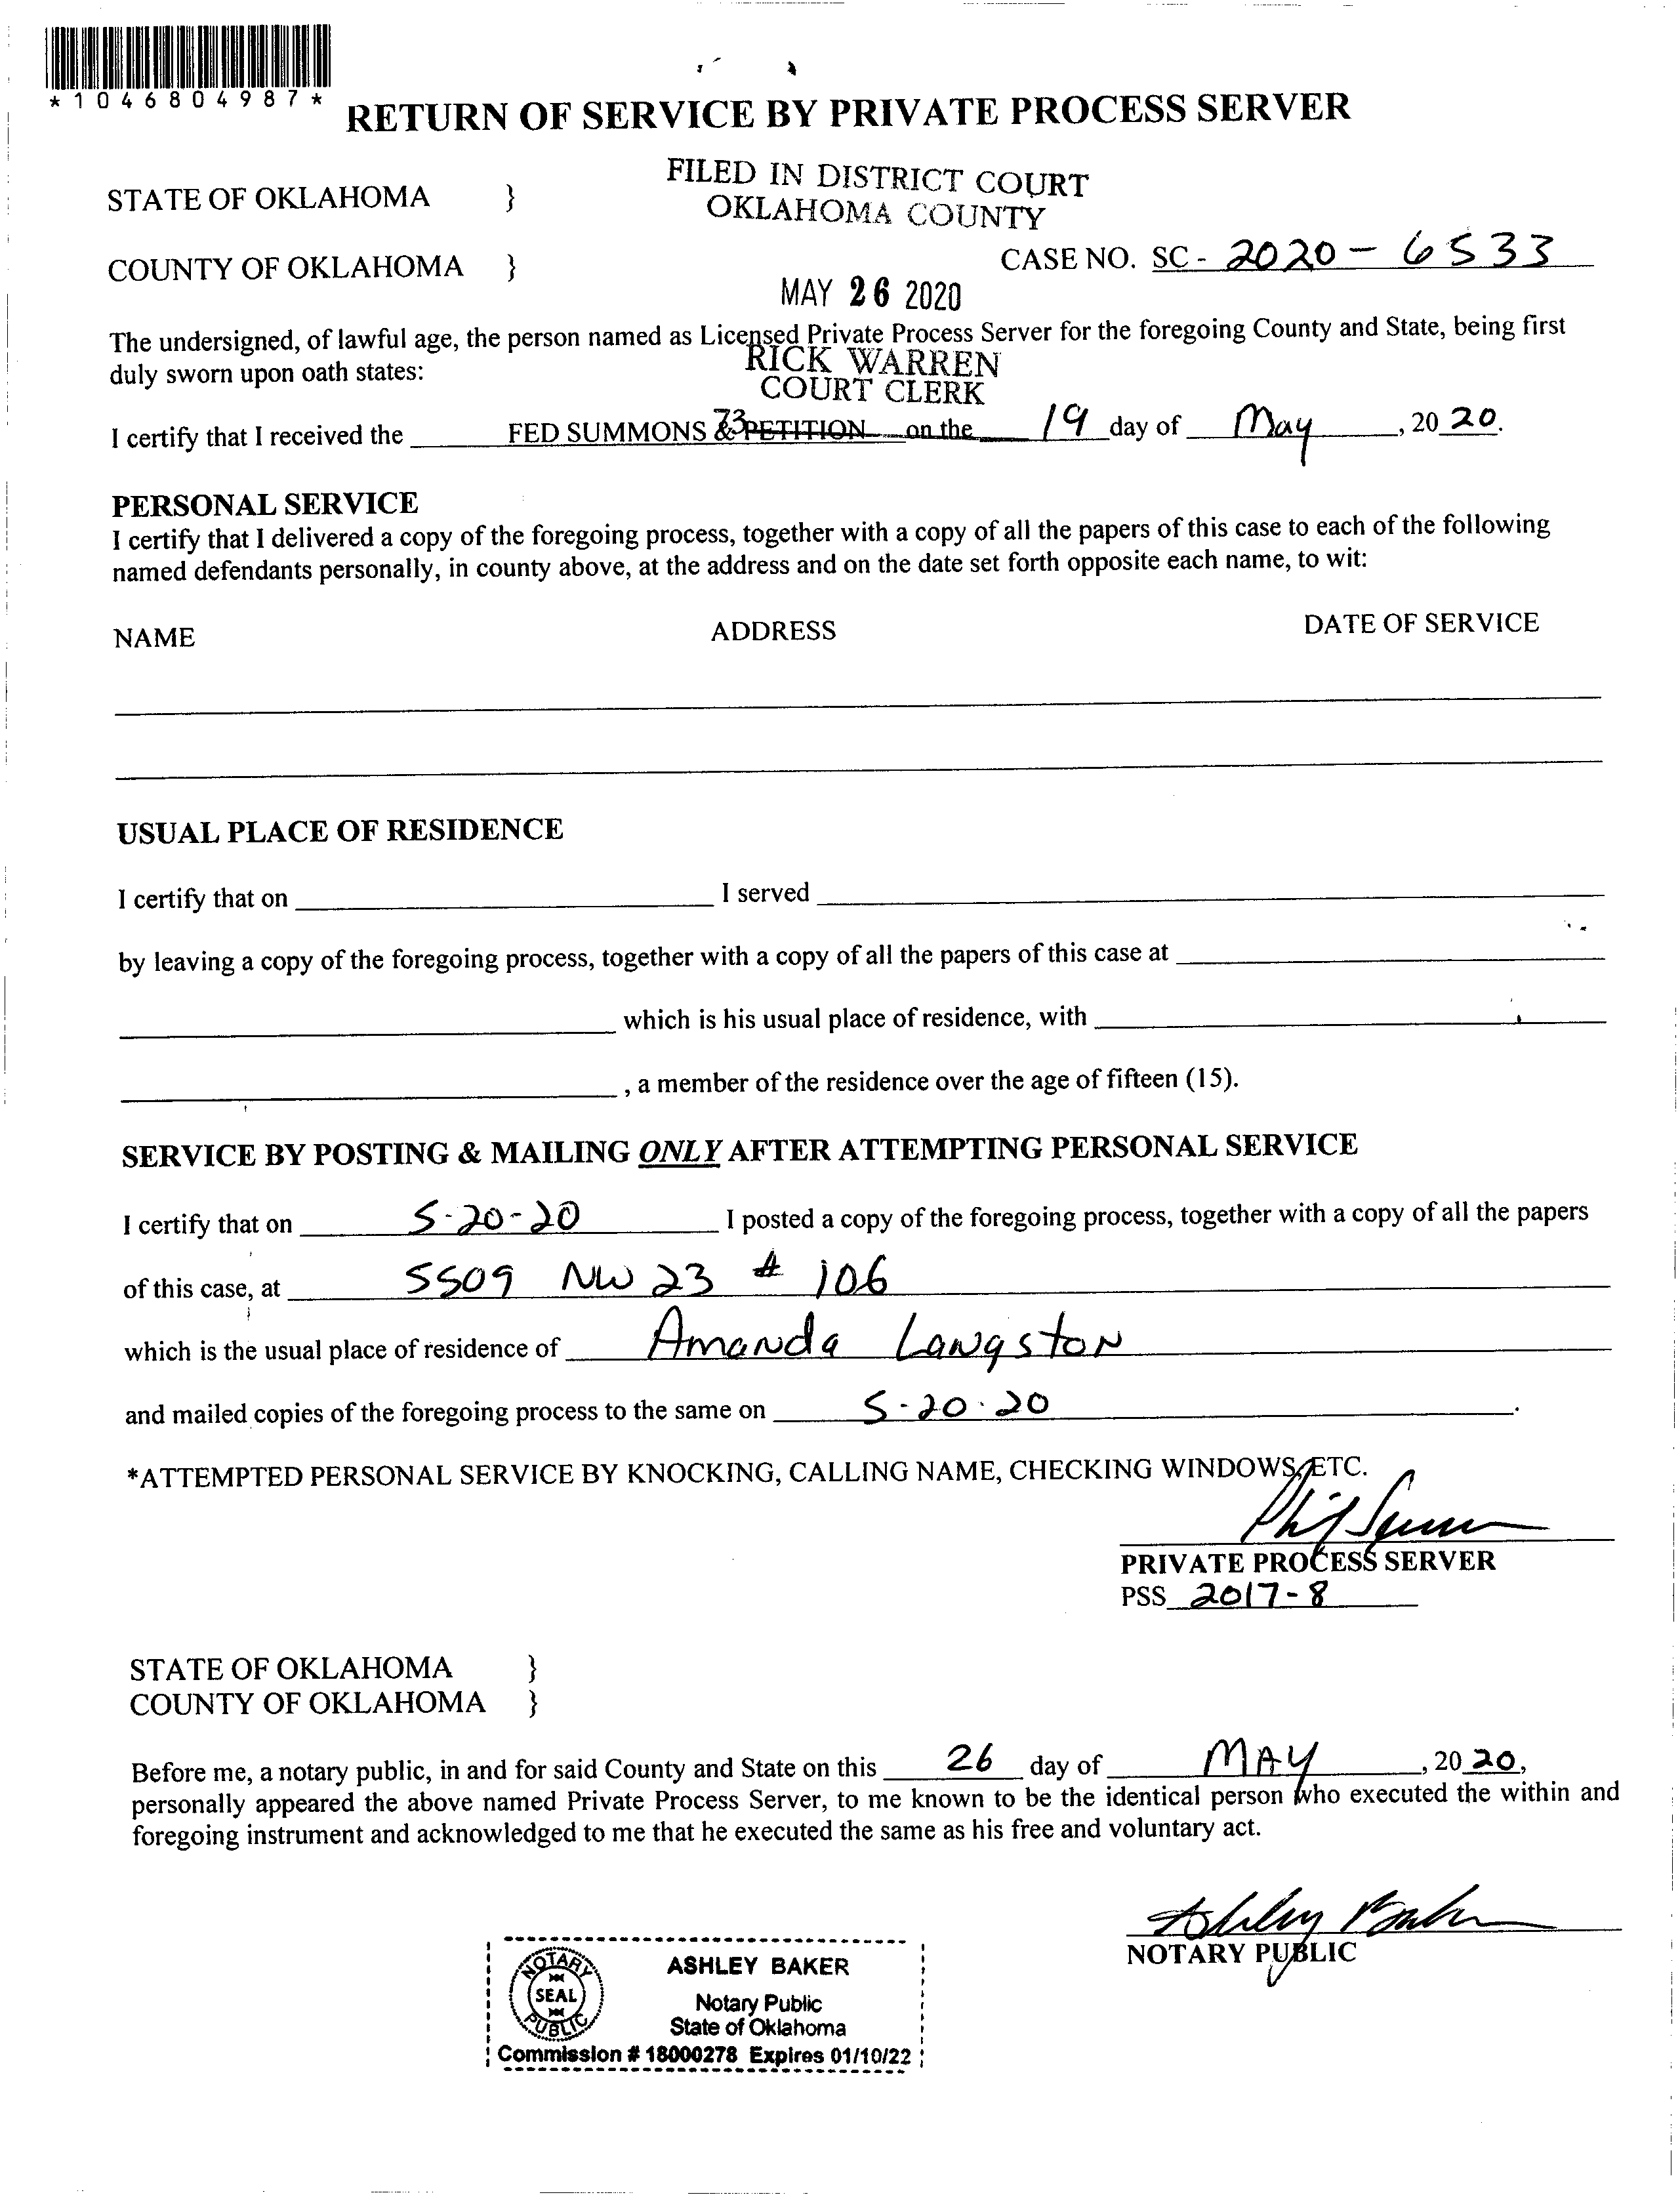 *1046804987*
RETURN OF SERVICE BY PRIVATE PROCESS SERVER
FILED IN DISTRICT COURT
OKLAHOMA COUNTY
STATE OF OKLAHOMA }
COUNTY OF OKLAHOMA }
CASE NO. SC - 2020 - 6533
MAY 26 2020
The undersigned, of lawful age, the person named as Licensed Private Process Server for the foregoing County and State, being first
duly sworn upon oath states:
RICK WARREN
COURT CLERK
73
I certify that I received the FED SUMMONS & PETITION on the 19 day of May, 2020.
PERSONAL SERVICE
I certify that I delivered a copy of the foregoing process, together with a copy of all the papers of this case to each of the following
named defendants personally, in county above, at the address and on the date set forth opposite each name, to wit:
NAME ADDRESS DATE OF SERVICE
USUAL PLACE OF RESIDENCE
I certify that on I served
by leaving a copy of the foregoing process, together with a copy of all the papers of this case at
which is his usual place of residence, with
, a member of the residence over the age of fifteen (15).
SERVICE BY POSTING & MAILING ONLY AFTER ATTEMPTING PERSONAL SERVICE
I certify that on 5-20-20 I posted a copy of the foregoing process, together with a copy of all the papers
of this case, at 5509 NW 23 # 106
which is the usual place of residence of Amanda Langston
and mailed copies of the foregoing process to the same on 5-20-20.
*ATTEMPTED PERSONAL SERVICE BY KNOCKING, CALLING NAME, CHECKING WINDOWS, ETC.
PRIVATE PROCESS SERVER
PSS 2017-8
STATE OF OKLAHOMA }
COUNTY OF OKLAHOMA }
Before me, a notary public, in and for said County and State on this 26 day of MAY, 2020,
personally appeared the above named Private Process Server, to me known to be the identical person who executed the within and
foregoing instrument and acknowledged to me that he executed the same as his free and voluntary act.
Ashley Baker
NOTARY PUBLIC
NOTARY
SEAL
PUBLIC
ASHLEY BAKER
Notary Public
State of Oklahoma
Commission # 18000278 Expires 01/10/22